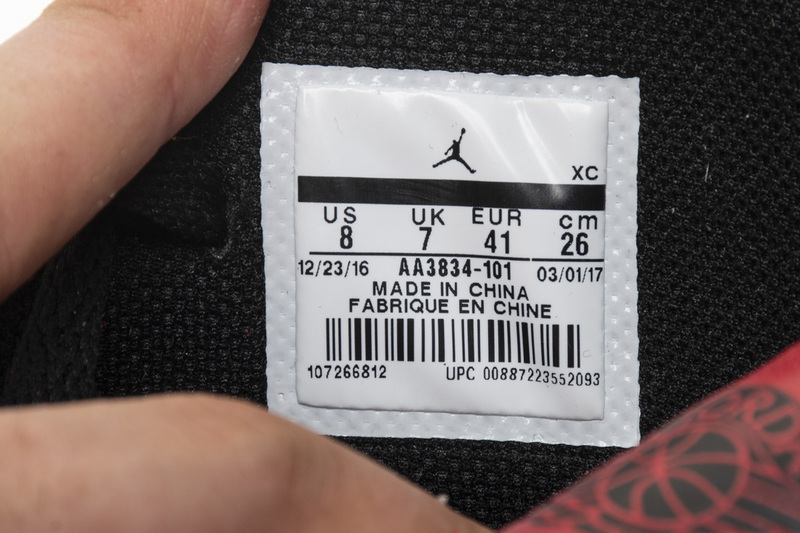 XC
US UK EUR cm
8 7 41 26
12/23/16 AA3834-101 03/01/17
MADE IN CHINA
FABRIQUE EN CHINE
107266812 UPC 00887223552093